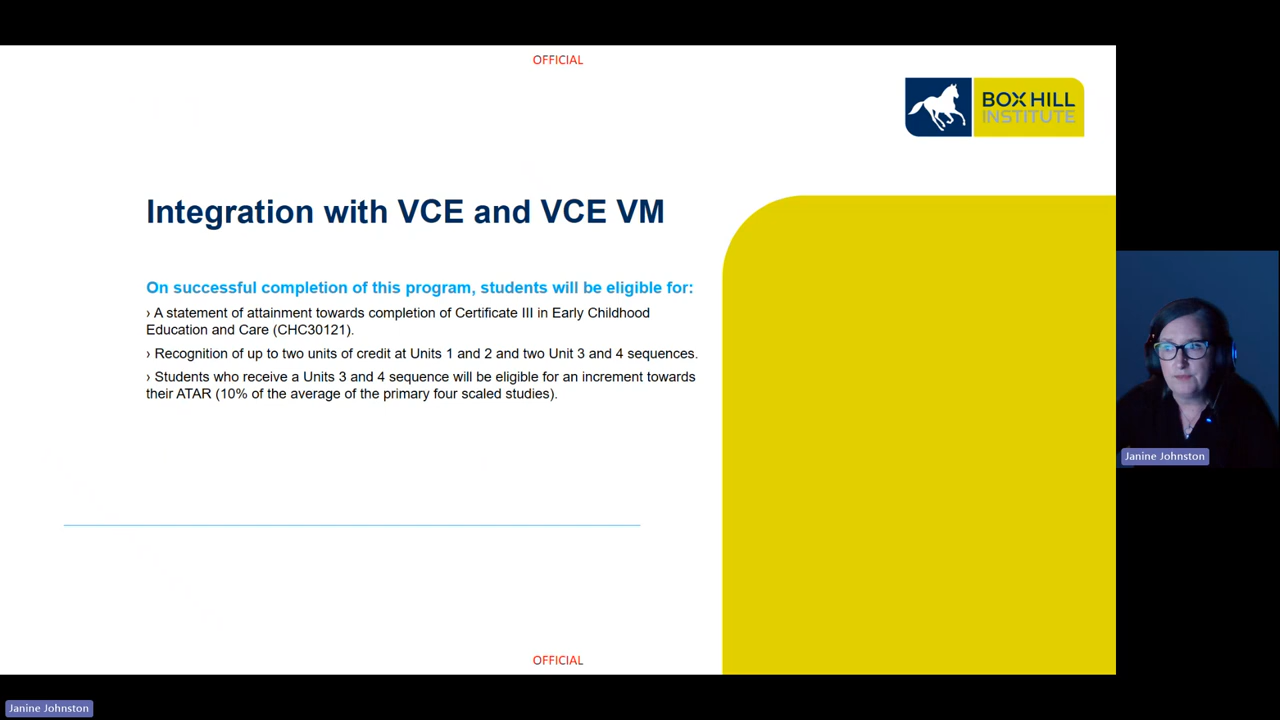 OFFICIAL
BOX HILL
INSTITUTE
Integration with VCE and VCE VM
On successful completion of this program, students will be eligible for:
› A statement of attainment towards completion of Certificate III in Early Childhood
Education and Care (CHC30121).
› Recognition of up to two units of credit at Units 1 and 2 and two Unit 3 and 4 sequences.
› Students who receive a Units 3 and 4 sequence will be eligible for an increment towards
their ATAR (10% of the average of the primary four scaled studies).
Janine Johnston
OFFICIAL
Janine Johnston